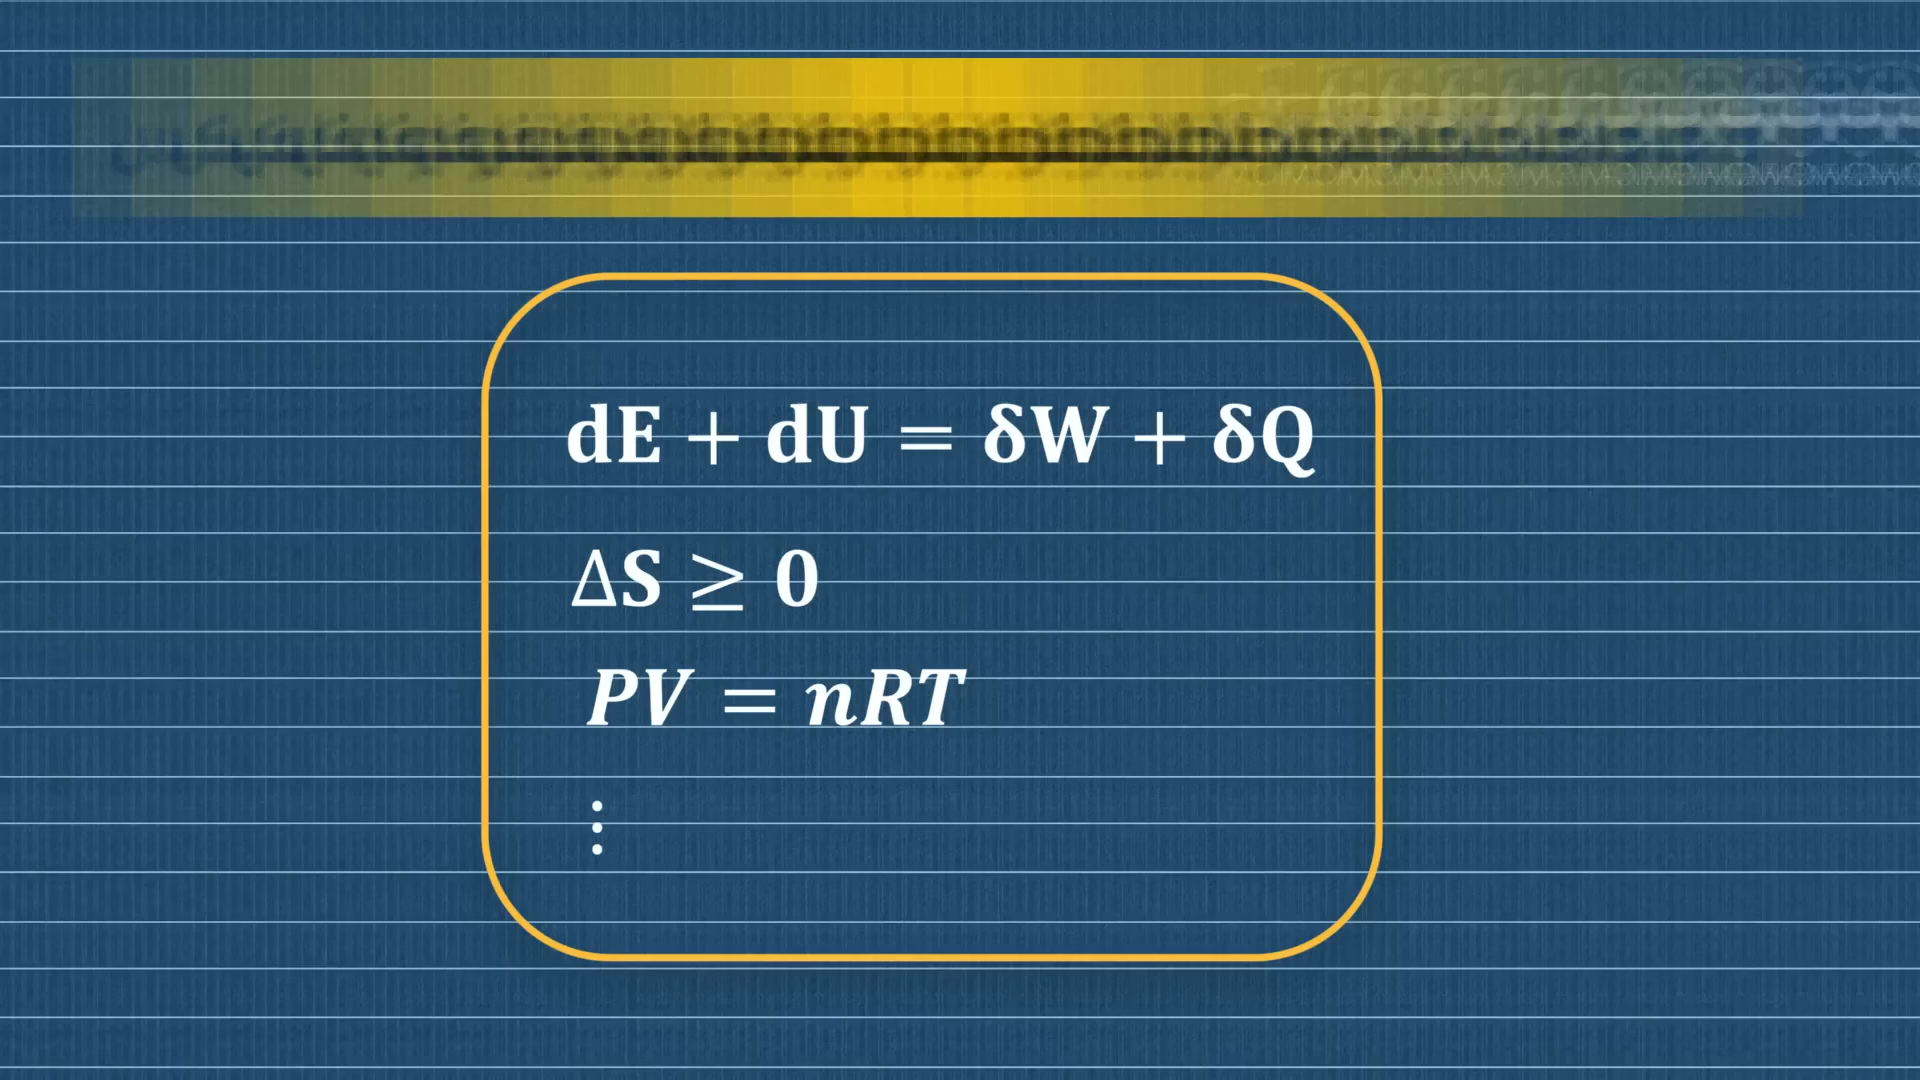 dE + dU = δW + δQ
ΔS ≥ 0
PV = nRT
⋮